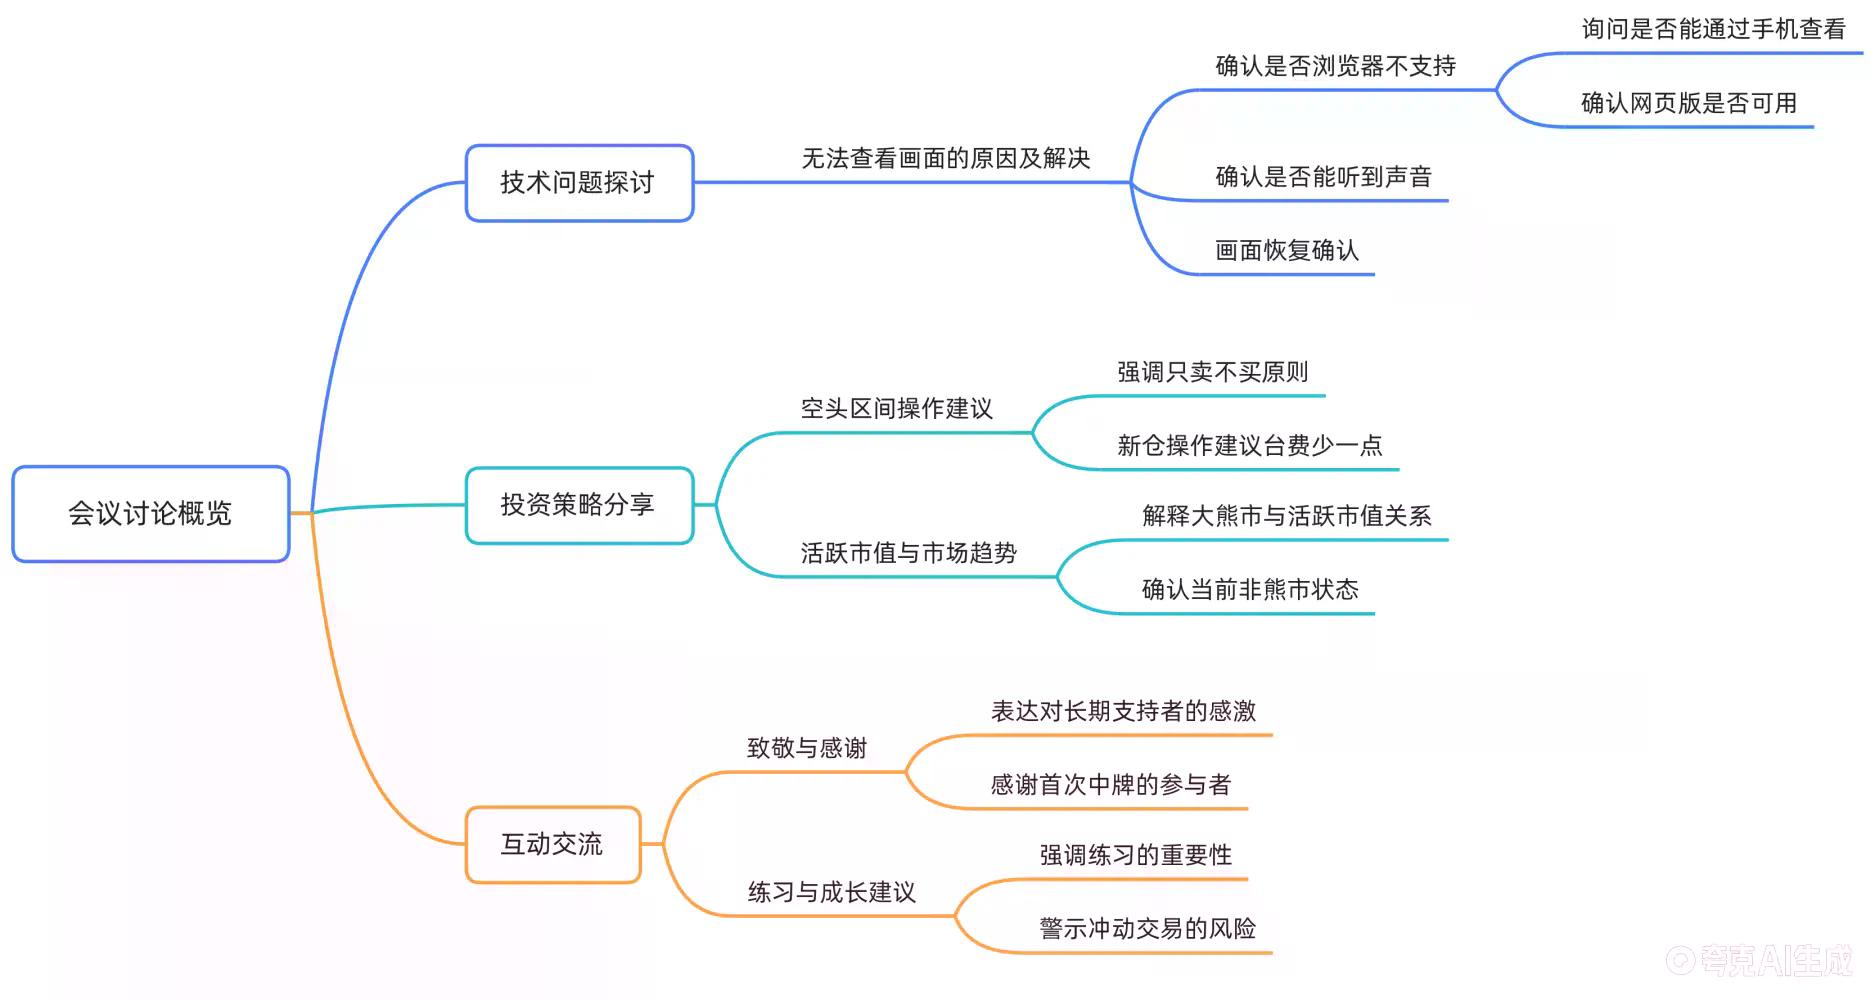 会议讨论概览
技术问题探讨
无法查看画面的原因及解决
确认是否浏览器不支持
询问是否能通过手机查看
确认网页版是否可用
确认是否能听到声音
画面恢复确认
投资策略分享
空头区间操作建议
强调只卖不买原则
新仓操作建议台费少一点
活跃市值与市场趋势
解释大熊市与活跃市值关系
确认当前非熊市状态
互动交流
致敬与感谢
表达对长期支持者的感激
感谢首次中牌的参与者
练习与成长建议
强调练习的重要性
警示冲动交易的风险
夸克AI生成